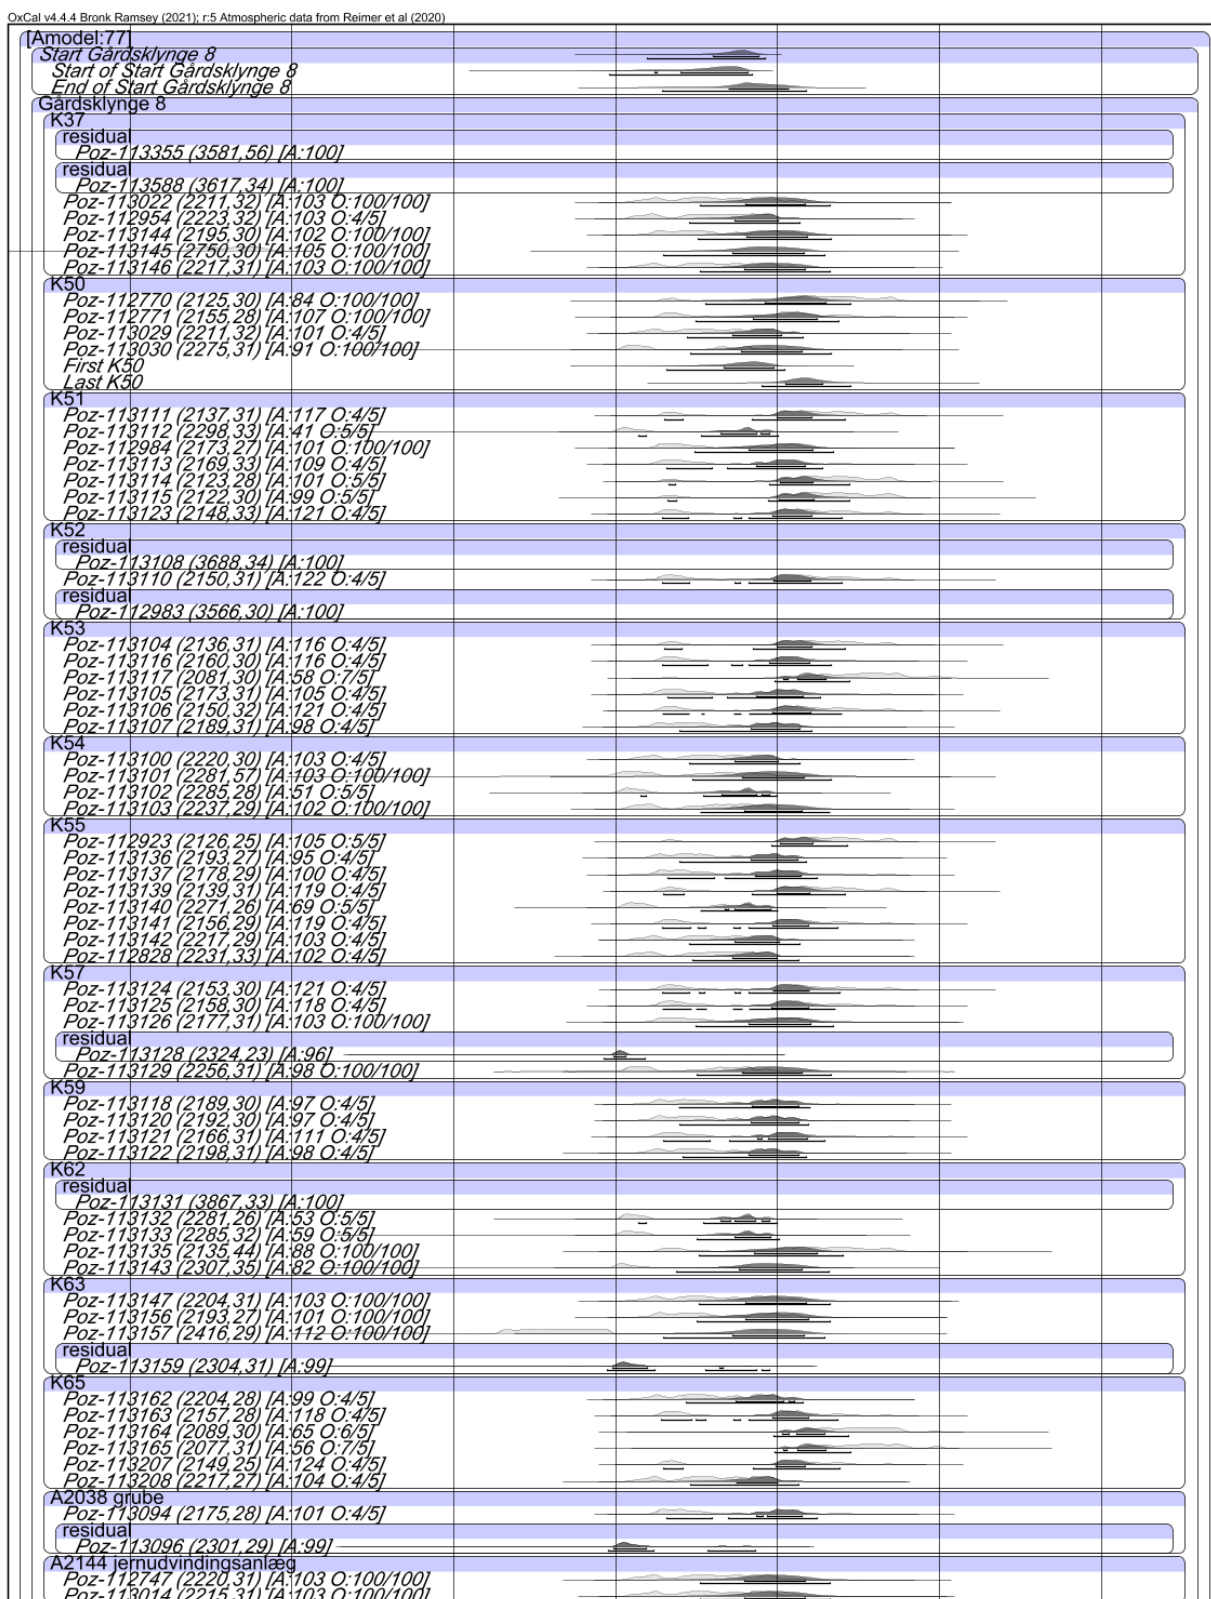 OxCal v4.4.4 Bronk Ramsey (2021); r:5 Atmospheric data from Reimer et al (2020)
[Amodel:77]
Start Gårdsklynge 8
Start of Start Gårdsklynge 8
End of Start Gårdsklynge 8
Gårdsklynge 8
K37
residual
Poz-113355 (3581,56) [A:100]
residual
Poz-113588 (3617,34) [A:100]
Poz-113022 (2211,32) [A:103 O:100/100]
Poz-112954 (2223,32) [A:103 O:4/5]
Poz-113144 (2195,30) [A:102 O:100/100]
Poz-113145 (2750,30) [A:105 O:100/100]
Poz-113146 (2217,31) [A:103 O:100/100]
K50
Poz-112770 (2125,30) [A:84 O:100/100]
Poz-112771 (2155,28) [A:107 O:100/100]
Poz-113029 (2211,32) [A:101 O:4/5]
Poz-113030 (2275,31) [A:91 O:100/100]
First K50
Last K50
K51
Poz-113111 (2137,31) [A:117 O:4/5]
Poz-113112 (2298,33) [A:41 O:5/5]
Poz-112984 (2173,27) [A:101 O:100/100]
Poz-113113 (2169,33) [A:109 O:4/5]
Poz-113114 (2123,28) [A:101 O:5/5]
Poz-113115 (2122,30) [A:99 O:5/5]
Poz-113123 (2148,33) [A:121 O:4/5]
K52
residual
Poz-113108 (3688,34) [A:100]
Poz-113110 (2150,31) [A:122 O:4/5]
residual
Poz-112983 (3566,30) [A:100]
K53
Poz-113104 (2136,31) [A:116 O:4/5]
Poz-113116 (2160,30) [A:116 O:4/5]
Poz-113117 (2081,30) [A:58 O:7/5]
Poz-113105 (2173,31) [A:105 O:4/5]
Poz-113106 (2150,32) [A:121 O:4/5]
Poz-113107 (2189,31) [A:98 O:4/5]
K54
Poz-113100 (2220,30) [A:103 O:4/5]
Poz-113101 (2281,57) [A:103 O:100/100]
Poz-113102 (2285,28) [A:51 O:5/5]
Poz-113103 (2237,29) [A:102 O:100/100]
K55
Poz-112923 (2126,25) [A:105 O:5/5]
Poz-113136 (2193,27) [A:95 O:4/5]
Poz-113137 (2178,29) [A:100 O:4/5]
Poz-113139 (2139,31) [A:119 O:4/5]
Poz-113140 (2271,26) [A:69 O:5/5]
Poz-113141 (2156,29) [A:119 O:4/5]
Poz-113142 (2217,29) [A:103 O:4/5]
Poz-112828 (2231,33) [A:102 O:4/5]
K57
Poz-113124 (2153,30) [A:121 O:4/5]
Poz-113125 (2158,30) [A:118 O:4/5]
Poz-113126 (2177,31) [A:103 O:100/100]
residual
Poz-113128 (2324,23) [A:96]
Poz-113129 (2256,31) [A:98 O:100/100]
K59
Poz-113118 (2189,30) [A:97 O:4/5]
Poz-113120 (2192,30) [A:97 O:4/5]
Poz-113121 (2166,31) [A:111 O:4/5]
Poz-113122 (2198,31) [A:98 O:4/5]
K62
residual
Poz-113131 (3867,33) [A:100]
Poz-113132 (2281,26) [A:53 O:5/5]
Poz-113133 (2285,32) [A:59 O:5/5]
Poz-113135 (2135,44) [A:88 O:100/100]
Poz-113143 (2307,35) [A:82 O:100/100]
K63
Poz-113147 (2204,31) [A:103 O:100/100]
Poz-113156 (2193,27) [A:101 O:100/100]
Poz-113157 (2416,29) [A:112 O:100/100]
residual
Poz-113159 (2304,31) [A:99]
K65
Poz-113162 (2204,28) [A:99 O:4/5]
Poz-113163 (2157,28) [A:118 O:4/5]
Poz-113164 (2089,30) [A:65 O:6/5]
Poz-113165 (2077,31) [A:56 O:7/5]
Poz-113207 (2149,25) [A:124 O:4/5]
Poz-113208 (2217,27) [A:104 O:4/5]
A2038 grube
Poz-113094 (2175,28) [A:101 O:4/5]
residual
Poz-113096 (2301,29) [A:99]
A2144 jernudvindingsanlæg
Poz-112747 (2220,31) [A:103 O:100/100]
Poz-113014 (2215,31) [A:103 O:100/100]